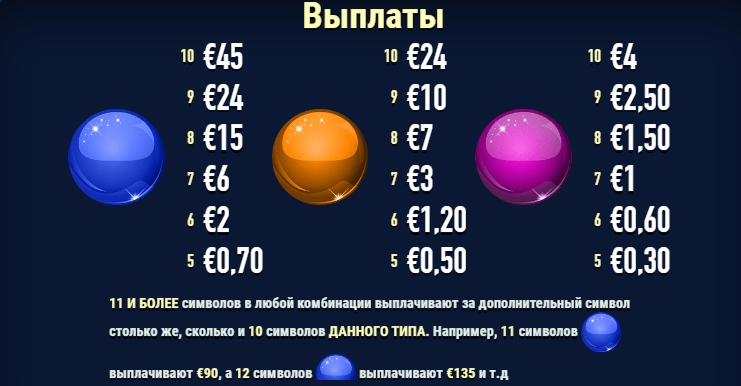 Выплаты
10 €45 10 €24 10 €4
9 €24 9 €10 9 €2,50
8 €15 8 €7 8 €1,50
7 €6 7 €3 7 €1
6 €2 6 €1,20 6 €0,60
5 €0,70 5 €0,50 5 €0,30
11 И БОЛЕЕ символов в любой комбинации выплачивают за дополнительный символ
столько же, сколько и 10 символов ДАННОГО ТИПА. Например, 11 символов
выплачивают €90, а 12 символов выплачивают €135 и т.д